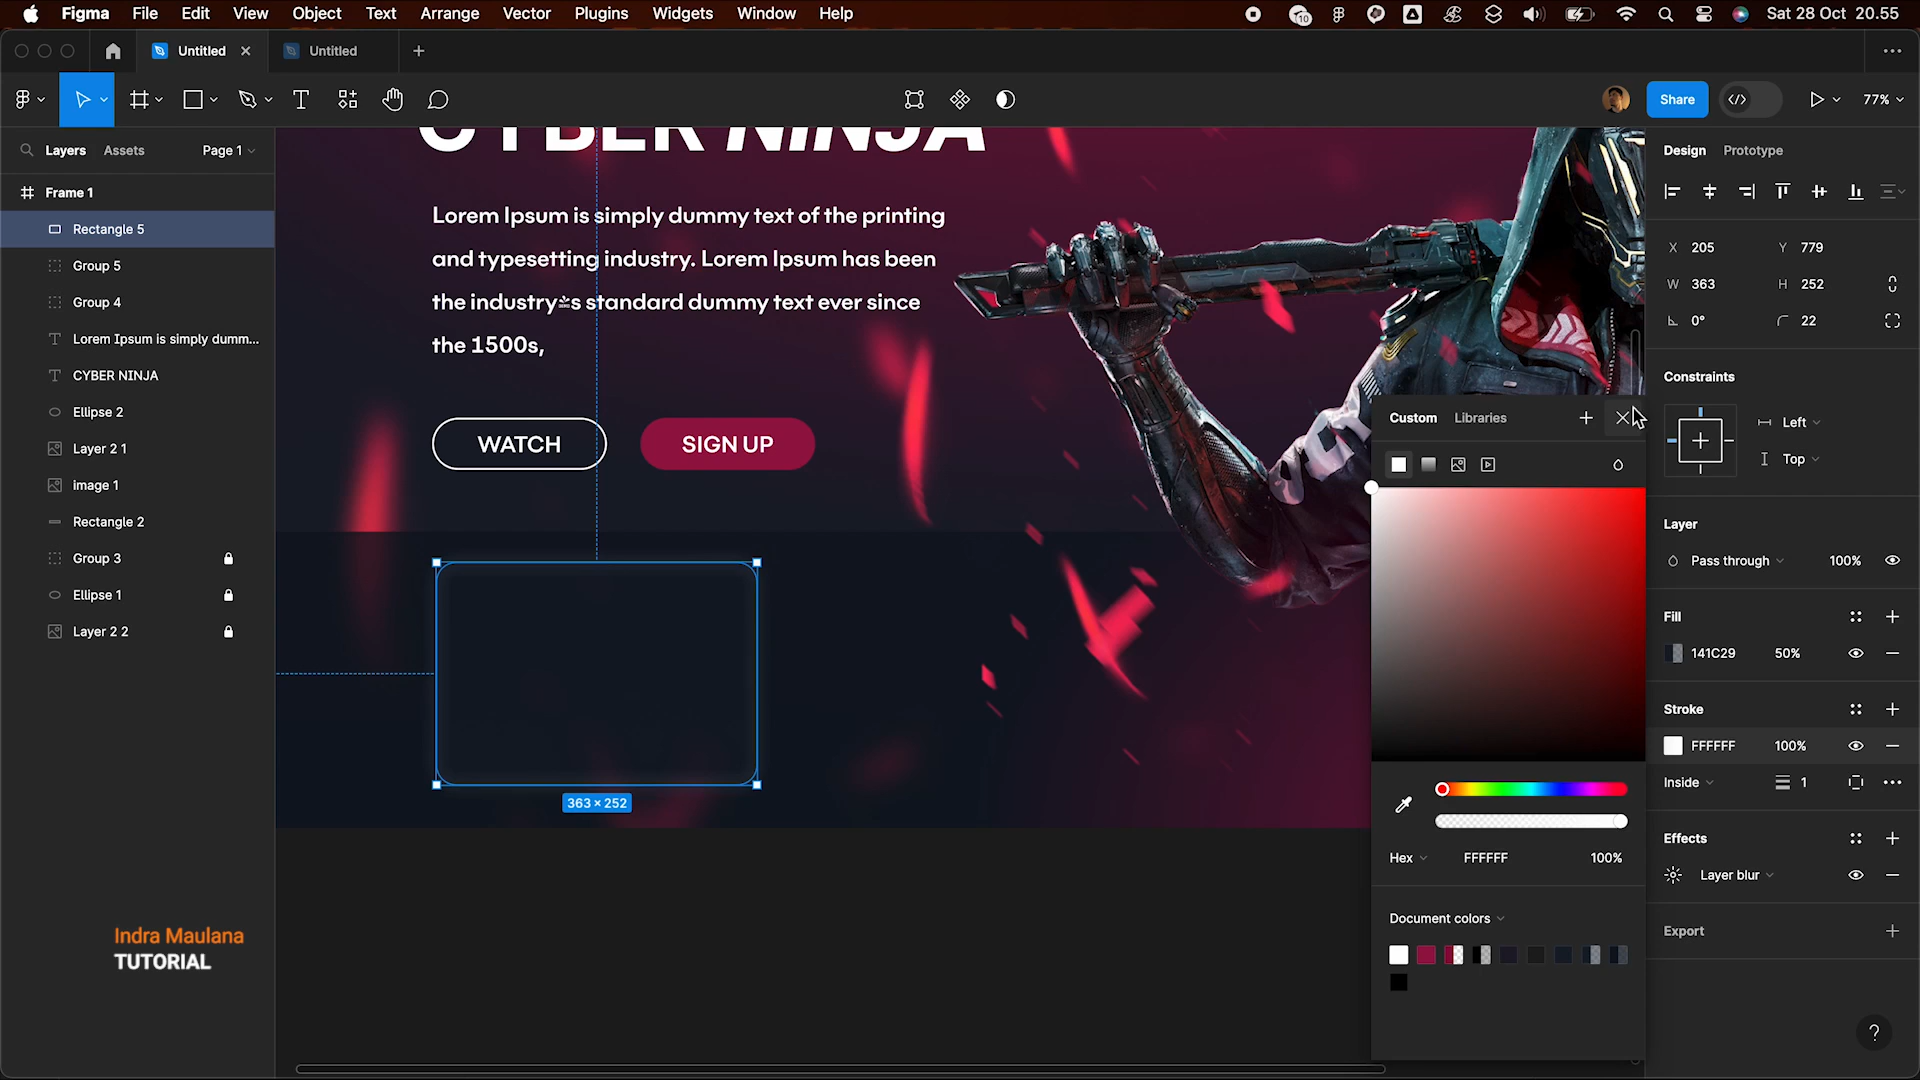 Figma File Edit View Object Text Arrange Vector Plugins Widgets Window Help
10
Sat 28 Oct 20.55
Untitled
Untitled
Share
77%
Layers Assets Page 1
Frame 1
Rectangle 5
Group 5
Group 4
Lorem Ipsum is simply dumm...
CYBER NINJA
Ellipse 2
Layer 2 1
image 1
Rectangle 2
Group 3
Ellipse 1
Layer 2 2
Indra Maulana
TUTORIAL
CYBER NINJA
Lorem Ipsum is simply dummy text of the printing
and typesetting industry. Lorem Ipsum has been
the industry's standard dummy text ever since
the 1500s,
WATCH
SIGN UP
363 × 252
Custom Libraries
Hex FFFFFF 100%
Document colors
Design Prototype
X 205 Y 779
W 363 H 252
0° 22
Constraints
Left
Top
Layer
Pass through 100%
Fill
141C29 50%
Stroke
FFFFFF 100%
Inside 1
Effects
Layer blur
Export
?